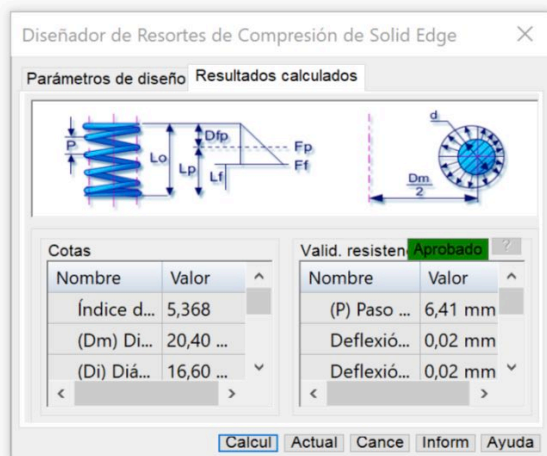 Diseñador de Resortes de Compresión de Solid Edge
Parámetros de diseño Resultados calculados
P Lo Dfp Lp Lf Fp Ff d Dm 2
Cotas
Nombre Valor
Índice d... 5,368
(Dm) Di... 20,40 ...
(Di) Diá... 16,60 ...
Valid. resisten Aprobado ?
Nombre Valor
(P) Paso ... 6,41 mm
Deflexió... 0,02 mm
Deflexió... 0,02 mm
Calcul Actual Cance Inform Ayuda